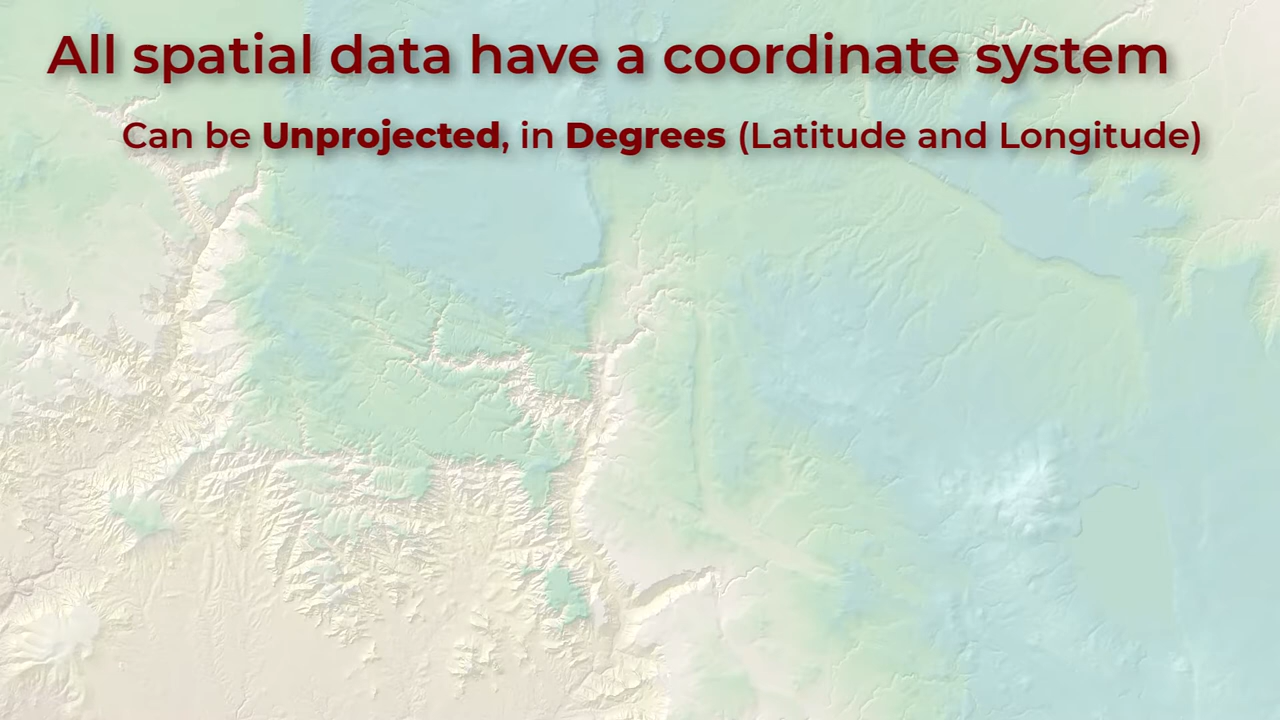 All spatial data have a coordinate system
Can be Unprojected, in Degrees (Latitude and Longitude)